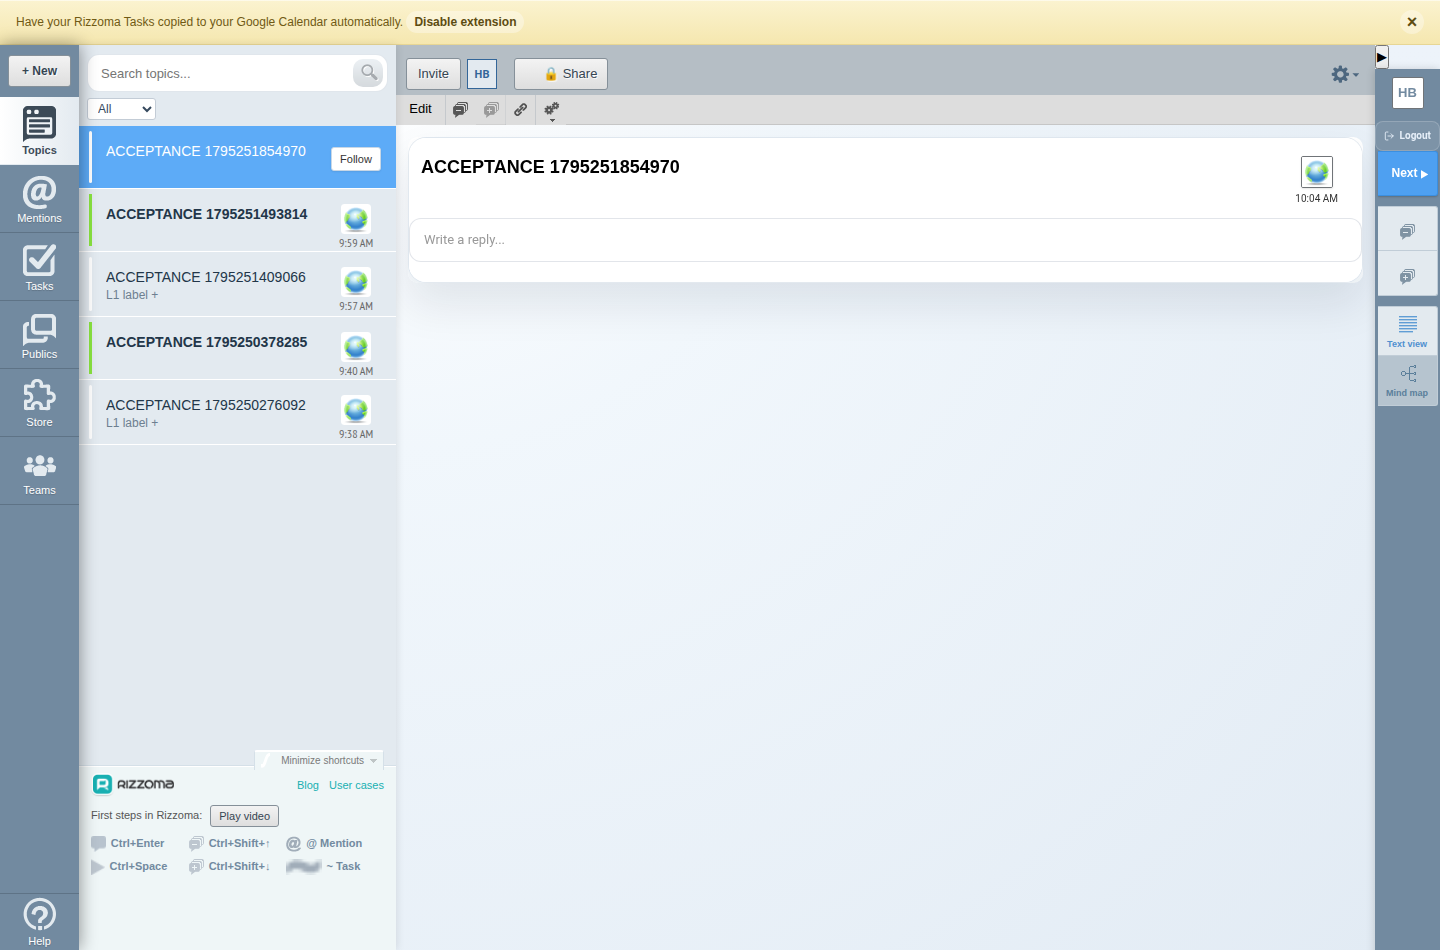 Have your Rizzoma Tasks copied to your Google Calendar automatically. Disable extension ×
+ New
Topics
Mentions
Tasks
Publics
Store
Teams
Help
Search topics...
All
ACCEPTANCE 1795251854970
Follow
ACCEPTANCE 1795251493814
9:59 AM
ACCEPTANCE 1795251409066
L1 label +
9:57 AM
ACCEPTANCE 1795250378285
9:40 AM
ACCEPTANCE 1795250276092
L1 label +
9:38 AM
Minimize shortcuts
RIZZOMA
Blog User cases
First steps in Rizzoma: Play video
Ctrl+Enter Ctrl+Shift+↑ @ Mention
Ctrl+Space Ctrl+Shift+↓ ~ Task
Invite HB Share
Edit
ACCEPTANCE 1795251854970
10:04 AM
Write a reply...
HB
Logout
Next
Text view
Mind map